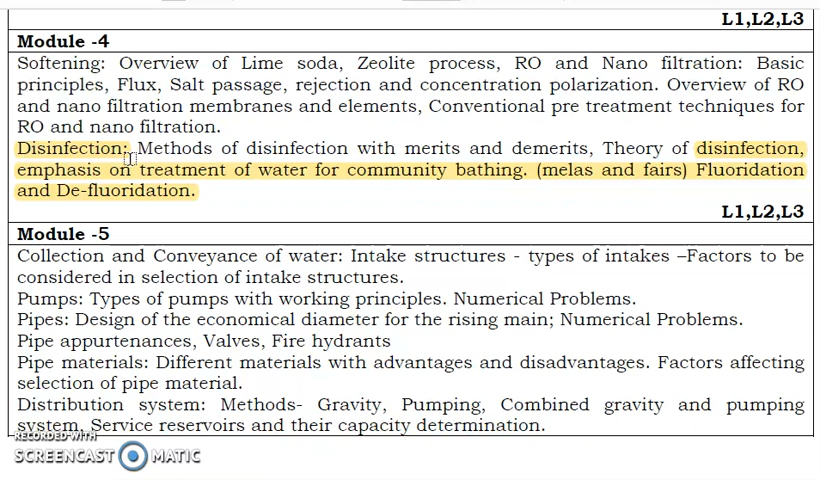 L1,L2,L3
Module -4
Softening: Overview of Lime soda, Zeolite process, RO and Nano filtration: Basic
principles, Flux, Salt passage, rejection and concentration polarization. Overview of RO
and nano filtration membranes and elements, Conventional pre treatment techniques for
RO and nano filtration.
Disinfection: Methods of disinfection with merits and demerits, Theory of disinfection,
emphasis on treatment of water for community bathing. (melas and fairs) Fluoridation
and De-fluoridation.
L1,L2,L3
Module -5
Collection and Conveyance of water: Intake structures - types of intakes –Factors to be
considered in selection of intake structures.
Pumps: Types of pumps with working principles. Numerical Problems.
Pipes: Design of the economical diameter for the rising main; Numerical Problems.
Pipe appurtenances, Valves, Fire hydrants
Pipe materials: Different materials with advantages and disadvantages. Factors affecting
selection of pipe material.
Distribution system: Methods- Gravity, Pumping, Combined gravity and pumping
system, Service reservoirs and their capacity determination.
RECORDED WITH
SCREENCAST MATIC